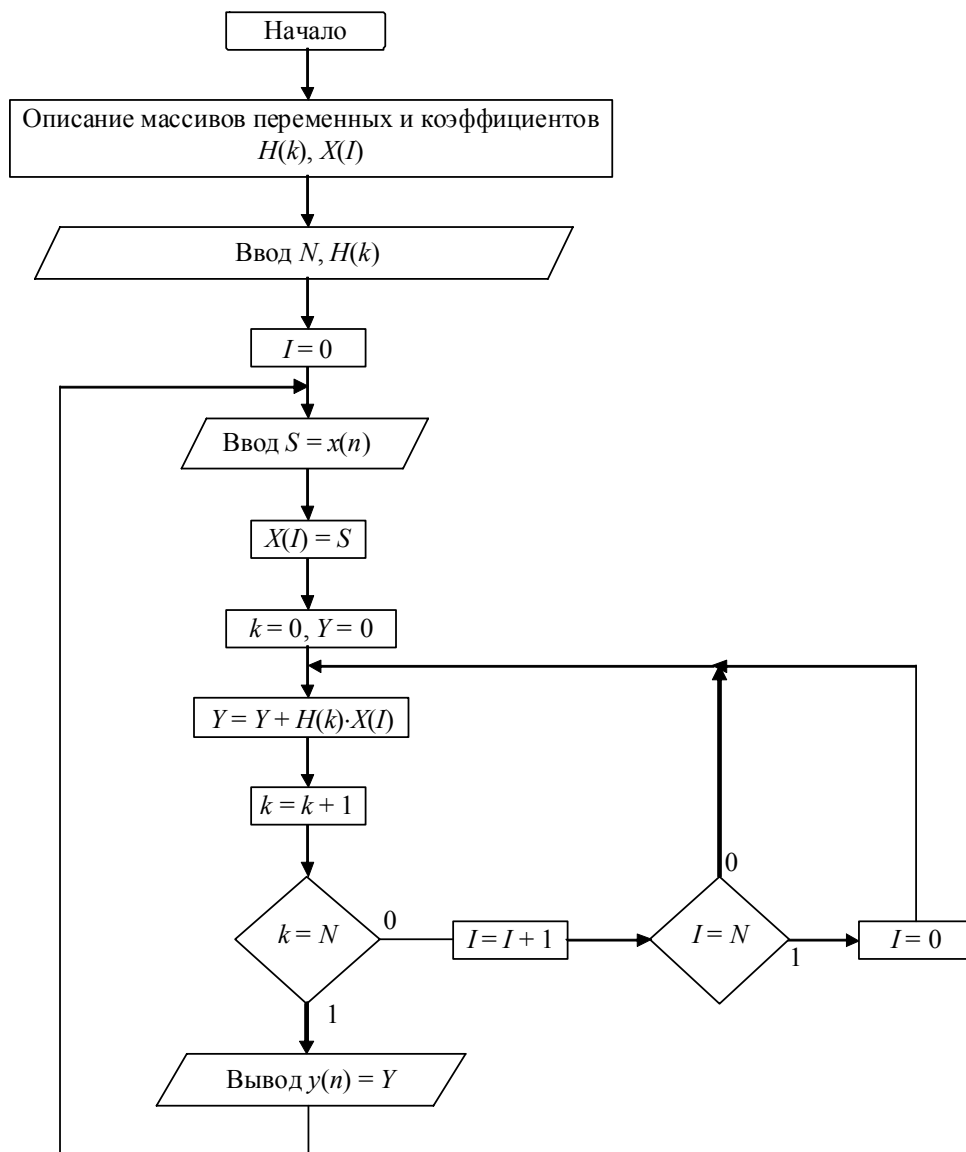 Начало
Описание массивов переменных и коэффициентов
H(k), X(I)
Ввод N, H(k)
I = 0
Ввод S = x(n)
X(I) = S
k = 0, Y = 0
Y = Y + H(k)·X(I)
k = k + 1
k = N
0
I = I + 1
I = N
0
1
I = 0
1
Вывод y(n) = Y